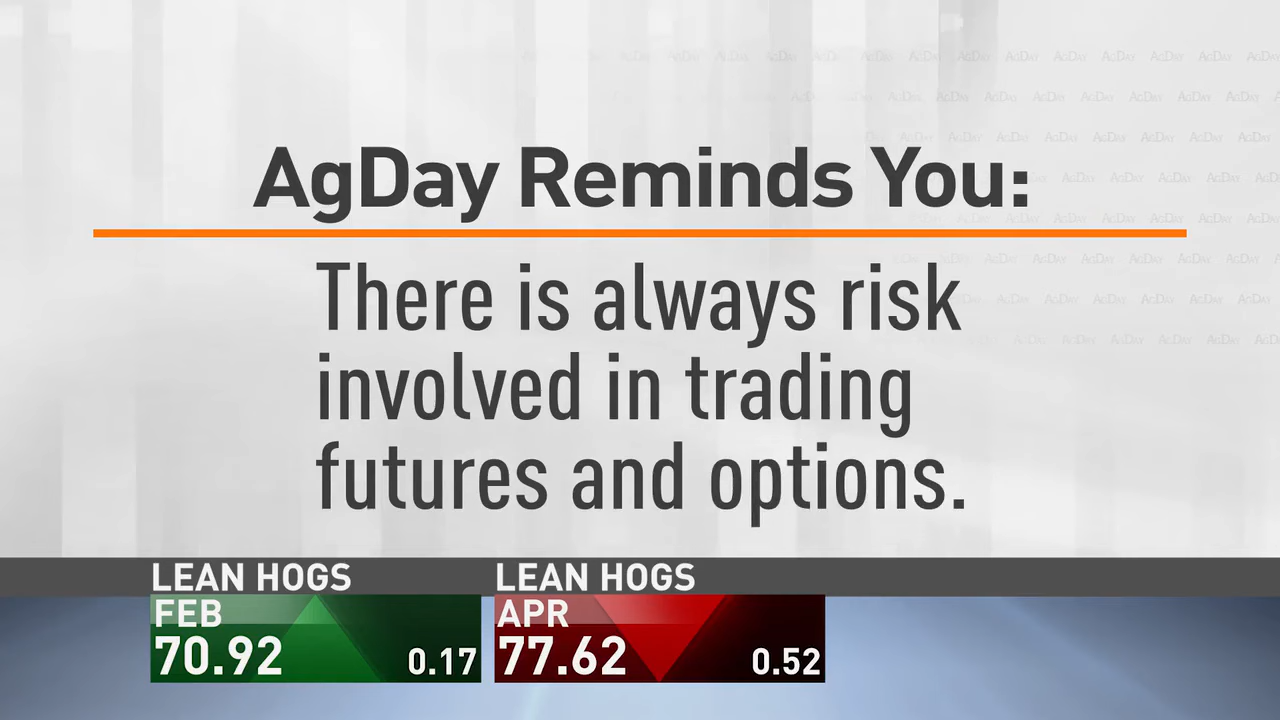 AgDay Reminds You:
There is always risk
involved in trading
futures and options.
LEAN HOGS
FEB
70.92 0.17
LEAN HOGS
APR
77.62 0.52